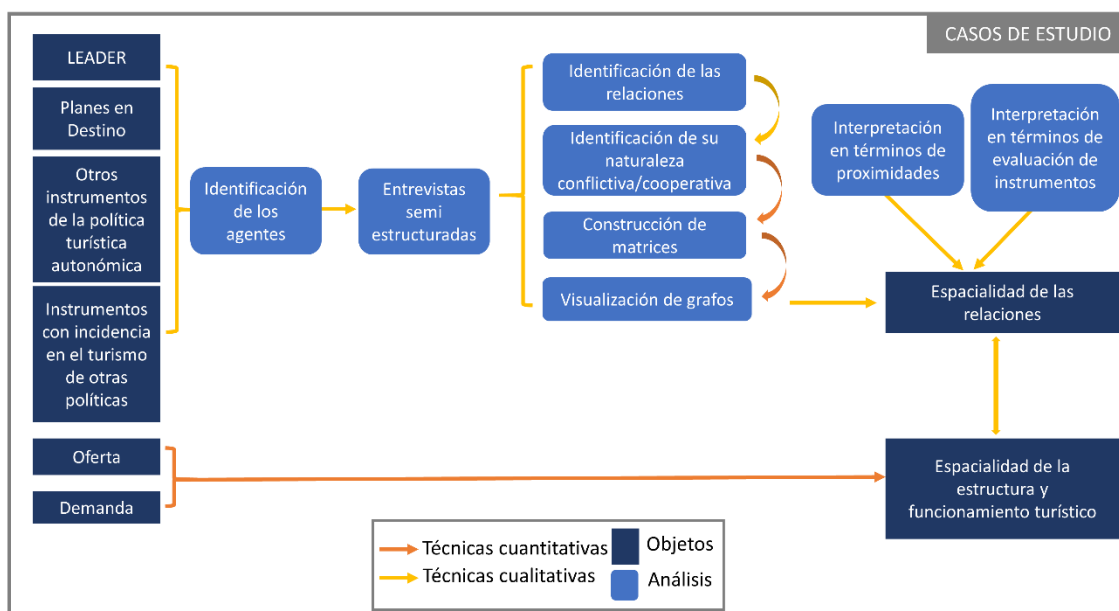 CASOS DE ESTUDIO
LEADER
Planes en
Destino
Otros
instrumentos
de la política
turística
autonómica
Instrumentos
con incidencia
en el turismo
de otras
políticas
Oferta
Demanda
Identificación
de los
agentes
Entrevistas
semi
estructuradas
Identificación de las
relaciones
Identificación de su
naturaleza
conflictiva/cooperativa
Construcción de
matrices
Visualización de grafos
Interpretación
en términos de
proximidades
Interpretación
en términos de
evaluación de
instrumentos
Espacialidad de las
relaciones
Espacialidad de la
estructura y
funcionamiento turístico
Técnicas cuantitativas
Técnicas cualitativas
Objetos
Análisis